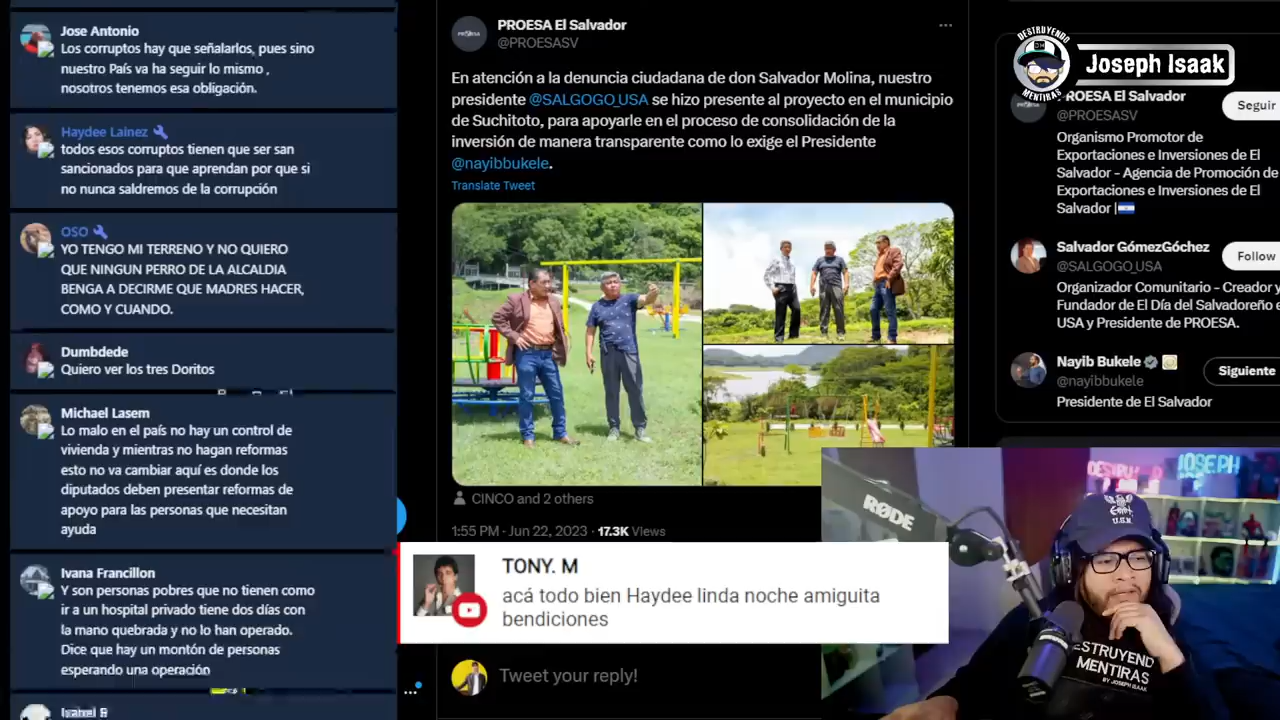 Jose Antonio
Los corruptos hay que señalarlos, pues sino
nuestro País va ha seguir lo mismo ,
nosotros tenemos esa obligación.
Haydee Lainez
todos esos corruptos tienen que ser san
sancionados para que aprendan por que si
no nunca saldremos de la corrupción
OSO
YO TENGO MI TERRENO Y NO QUIERO
QUE NINGUN PERRO DE LA ALCALDIA
BENGA A DECIRME QUE MADRES HACER,
COMO Y CUANDO.
Dumbdede
Quiero ver los tres Doritos
Michael Lasem
Lo malo en el país no hay un control de
vivienda y mientras no hagan reformas
esto no va cambiar aquí es donde los
diputados deben presentar reformas de
apoyo para las personas que necesitan
ayuda
Ivana Francillon
Y son personas pobres que no tienen como
ir a un hospital privado tiene dos días con
la mano quebrada y no lo han operado.
Dice que hay un montón de personas
esperando una operación
PROESA El Salvador
@PROESASV
En atención a la denuncia ciudadana de don Salvador Molina, nuestro
presidente @SALGOGO_USA se hizo presente al proyecto en el municipio
de Suchitoto, para apoyarle en el proceso de consolidación de la
inversión de manera transparente como lo exige el Presidente
@nayibbukele.
Translate Tweet
CINCO and 2 others
1:55 PM · Jun 22, 2023 · 17.3K Views
TONY. M
acá todo bien Haydee linda noche amiguita
bendiciones
Tweet your reply!
DESTRUYENDO
MENTIRAS
Joseph Isaak
PROESA El Salvador
@PROESASV
Seguir
Organismo Promotor de
Exportaciones e Inversiones de El
Salvador - Agencia de Promoción de
Exportaciones e Inversiones de El
Salvador |
Salvador GómezGóchez
@SALGOGO_USA
Follow
Organizador Comunitario - Creador y
Fundador de El Día del Salvadoreño e
USA y Presidente de PROESA.
Nayib Bukele
@nayibbukele
Siguiente
Presidente de El Salvador
RØDE
JOSEPH
DESTRUYEND
MENTIRAS
BY JOSEPH ISAAK